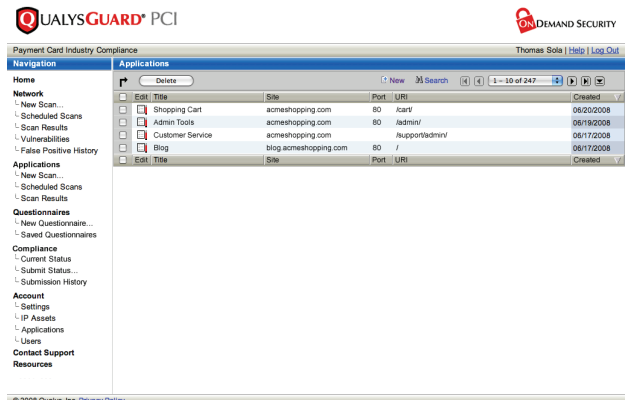 QUALYSGUARD® PCI
ON DEMAND SECURITY
Payment Card Industry Compliance
Thomas Sola | Help | Log Out
Navigation
Applications
Home
Delete
New
Search
1 - 10 of 247
Network
New Scan...
Scheduled Scans
Scan Results
Vulnerabilities
False Positive History
Applications
New Scan...
Scheduled Scans
Scan Results
Questionnaires
New Questionnaire...
Saved Questionnaires
Compliance
Current Status
Submit Status...
Submission History
Account
Settings
IP Assets
Applications
Users
Contact Support
Resources
Edit Title Site Port URI Created
Shopping Cart acmeshopping.com 80 /cart/ 06/20/2008
Admin Tools acmeshopping.com 80 /admin/ 06/19/2008
Customer Service acmeshopping.com /support/admin/ 06/17/2008
Blog blog.acmeshopping.com 80 / 06/17/2008
Edit Title Site Port URI Created
© 2008 Qualys, Inc. Privacy Policy